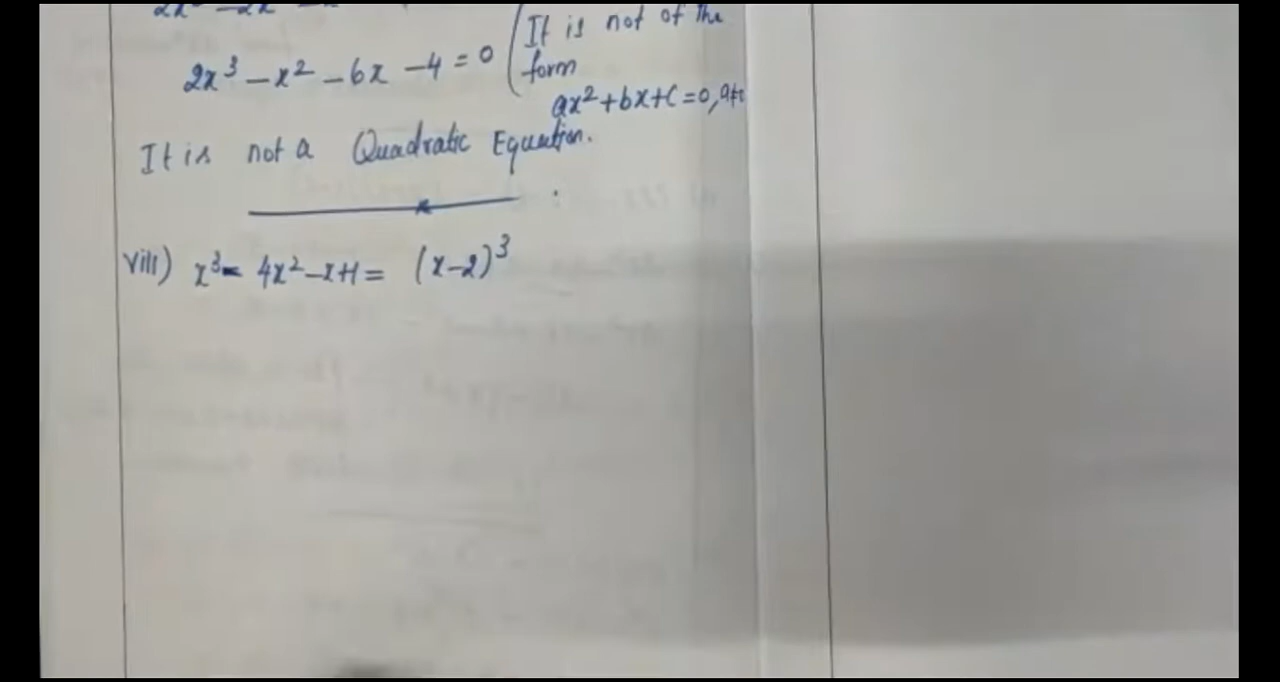 2x³ - x² - 6x - 4 = 0 (It is not of the
form
ax² + bx + c = 0, a≠0
It is not a Quadratic Equation.
viii) x³ - 4x² - x + 1 = (x-2)³